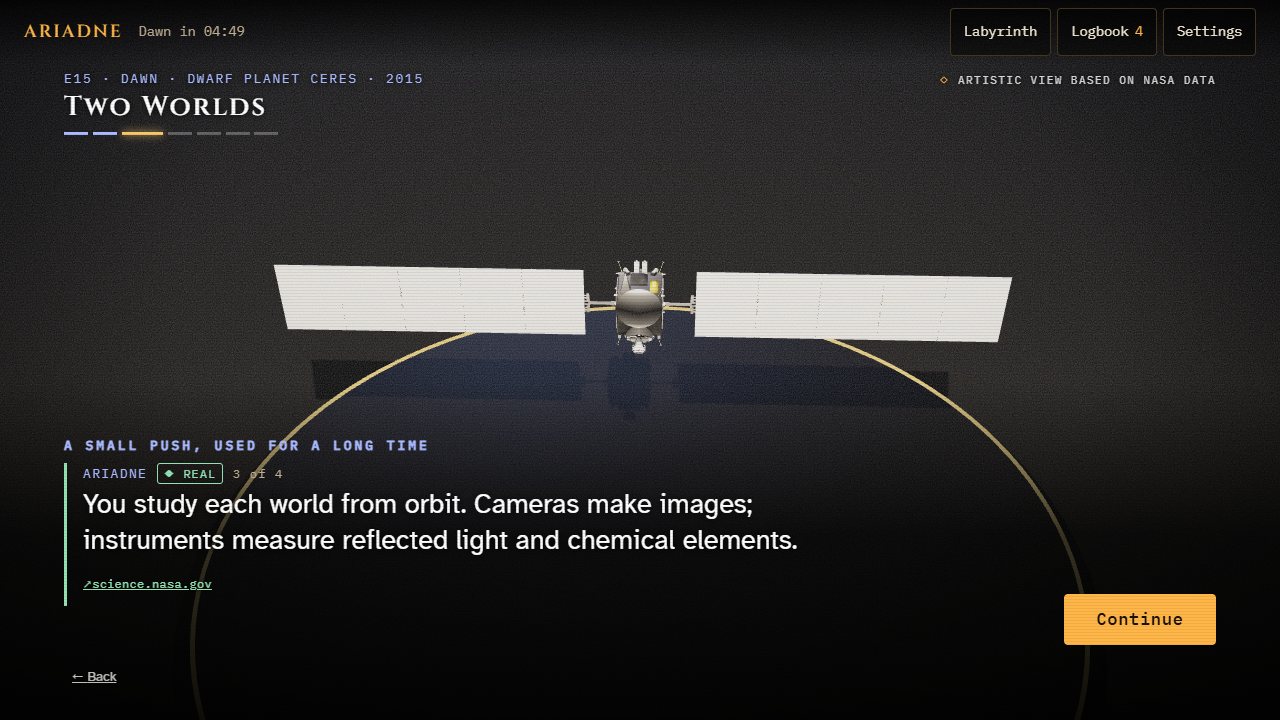 ARIADNE
Dawn in 04:49
Labyrinth
Logbook 4
Settings
E15 · DAWN · DWARF PLANET CERES · 2015
Two Worlds
◇ ARTISTIC VIEW BASED ON NASA DATA
A SMALL PUSH, USED FOR A LONG TIME
ARIADNE ◆ REAL 3 of 4
You study each world from orbit. Cameras make images;
instruments measure reflected light and chemical elements.
↗science.nasa.gov
Continue
← Back